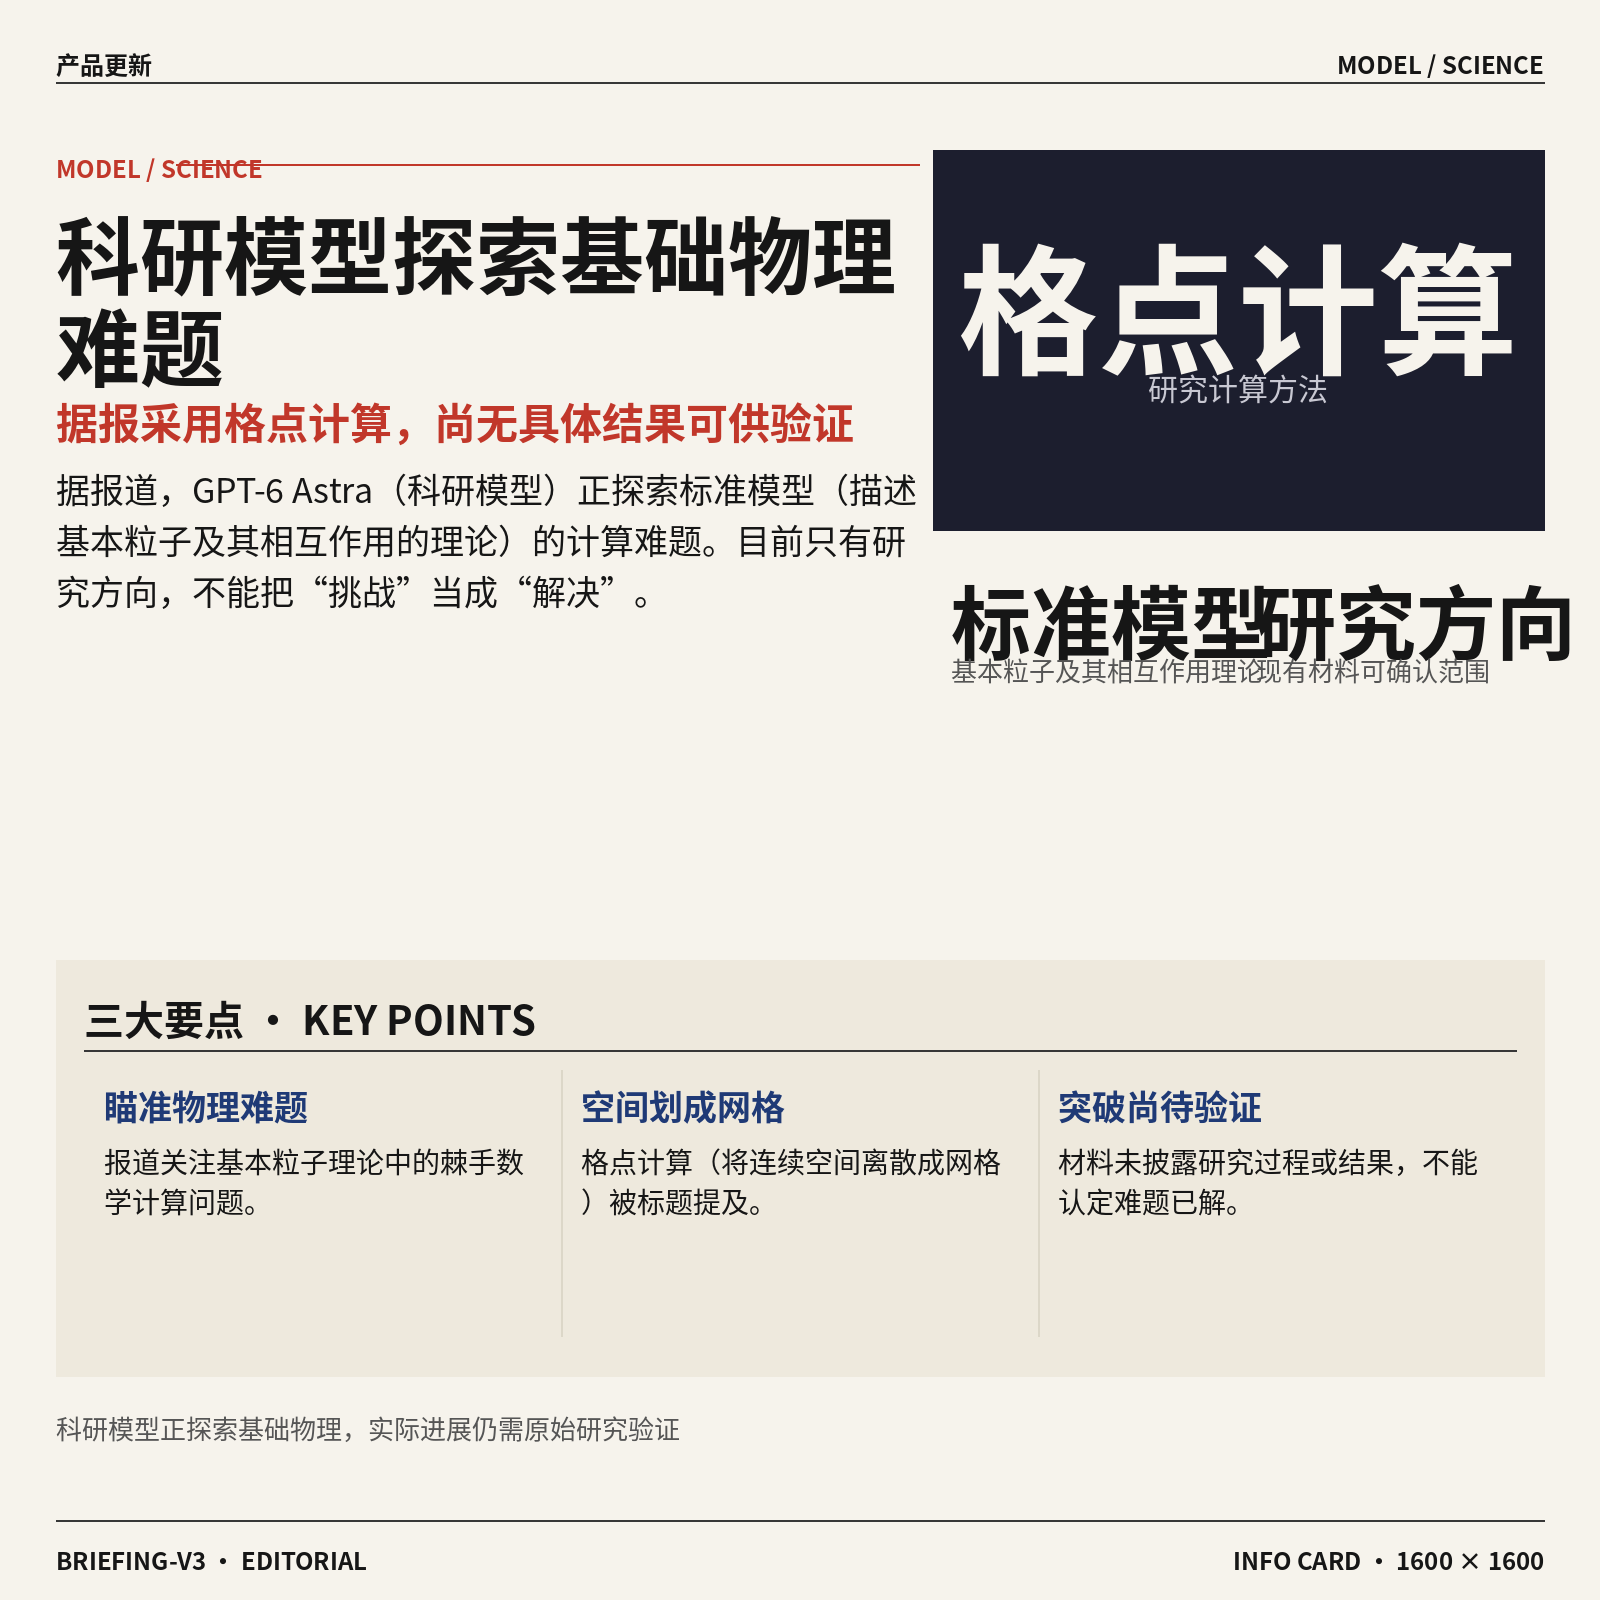 产品更新
MODEL / SCIENCE
MODEL / SCIENCE
科研模型探索基础物理
难题
据报采用格点计算，尚无具体结果可供验证
据报道，GPT-6 Astra（科研模型）正探索标准模型（描述
基本粒子及其相互作用的理论）的计算难题。目前只有研
究方向，不能把“挑战”当成“解决”。
格点计算
研究计算方法
标准模型
研究方向
基本粒子及其相互作用理论
现有材料可确认范围
三大要点 • KEY POINTS
瞄准物理难题
报道关注基本粒子理论中的棘手数
学计算问题。
空间划成网格
格点计算（将连续空间离散成网格
）被标题提及。
突破尚待验证
材料未披露研究过程或结果，不能
认定难题已解。
科研模型正探索基础物理，实际进展仍需原始研究验证
BRIEFING-V3 • EDITORIAL
INFO CARD • 1600 × 1600